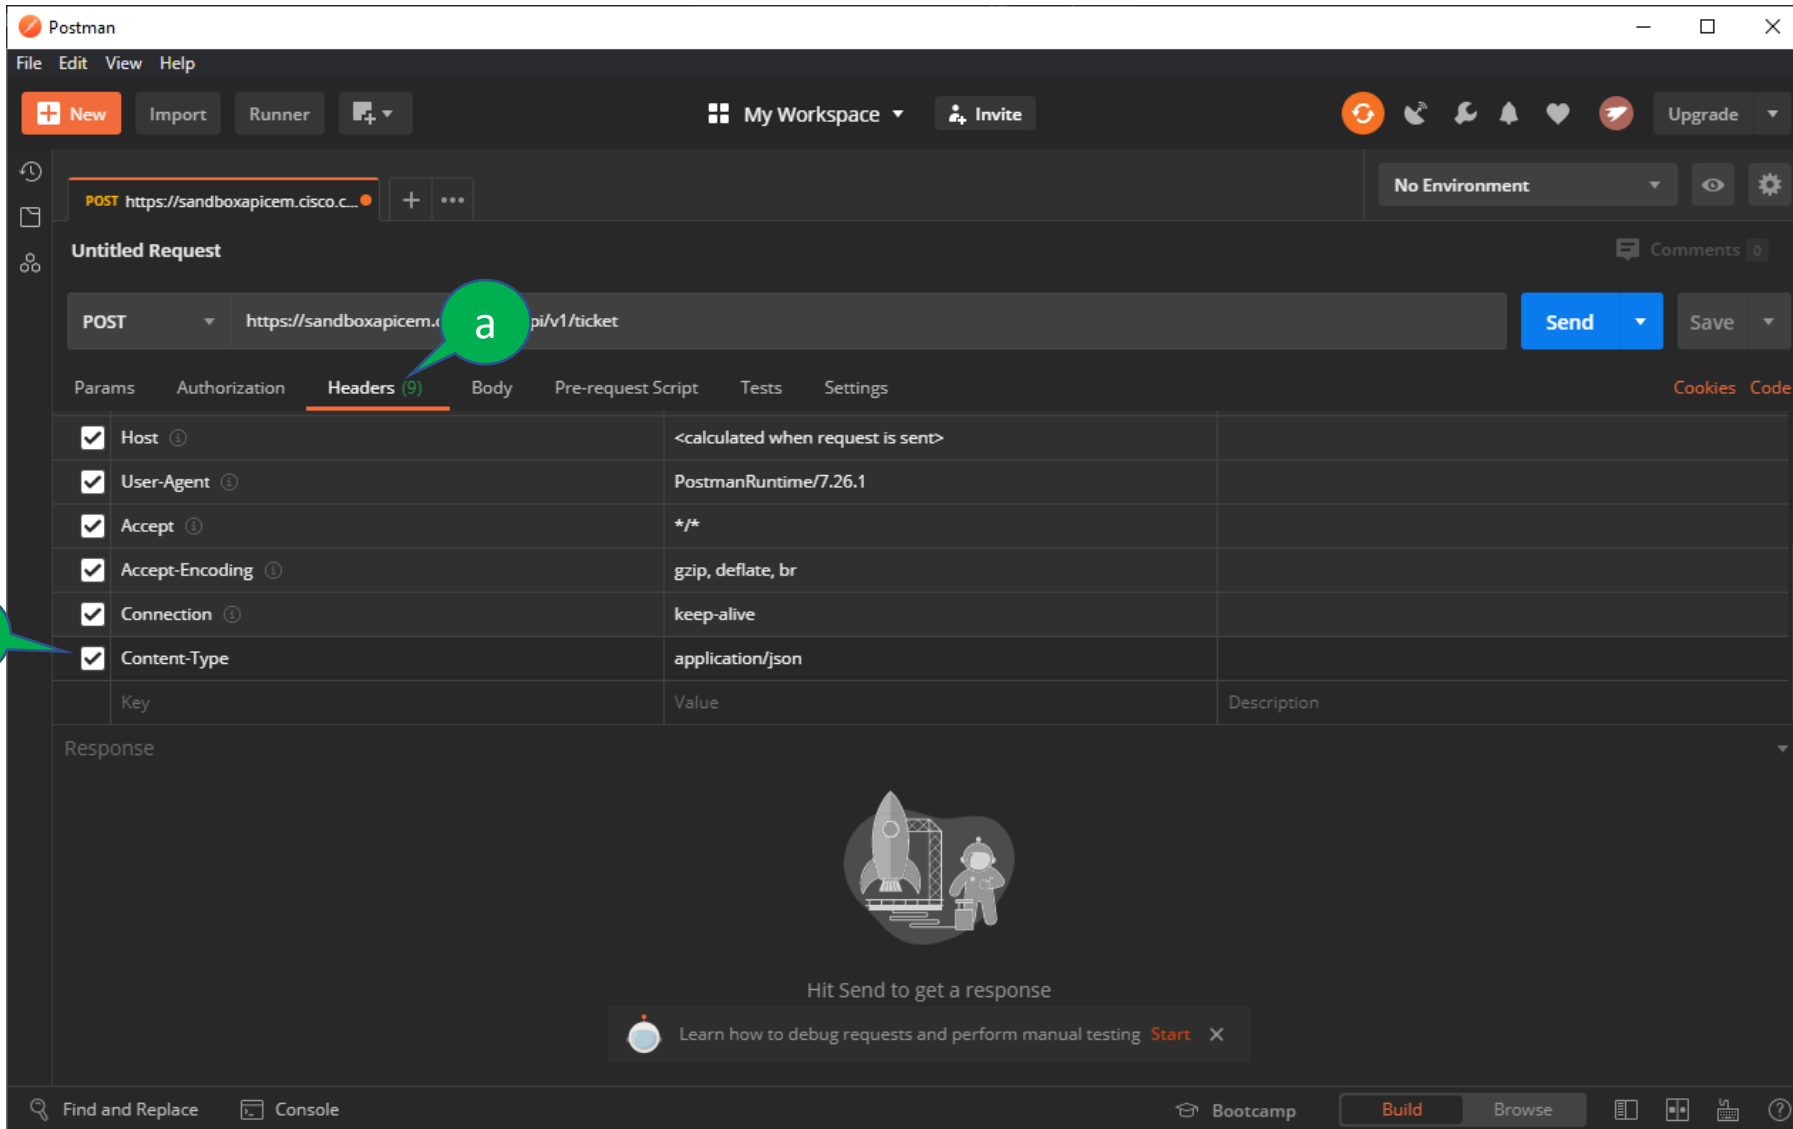 Postman
File Edit View Help
New Import Runner My Workspace Invite Upgrade
POST https://sandboxapicem.cisco.c... + ••• No Environment
Untitled Request Comments 0
POST https://sandboxapicem. a pi/v1/ticket Send Save
Params Authorization Headers (9) Body Pre-request Script Tests Settings Cookies Code
Host <calculated when request is sent>
User-Agent PostmanRuntime/7.26.1
Accept */*
Accept-Encoding gzip, deflate, br
Connection keep-alive
Content-Type application/json
Key Value Description
Response
Hit Send to get a response
Learn how to debug requests and perform manual testing Start
Find and Replace Console Bootcamp Build Browse